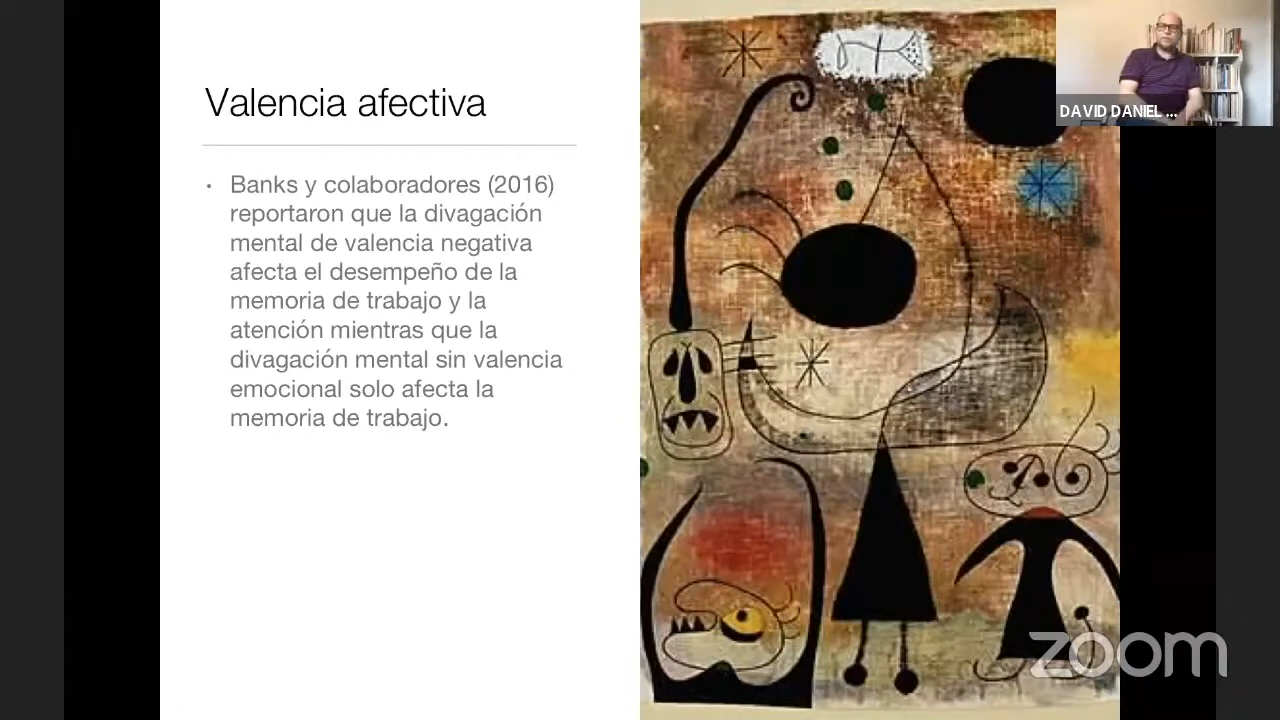 Valencia afectiva
• Banks y colaboradores (2016)
reportaron que la divagación
mental de valencia negativa
afecta el desempeño de la
memoria de trabajo y la
atención mientras que la
divagación mental sin valencia
emocional solo afecta la
memoria de trabajo.
DAVID DANIEL ...
zoom